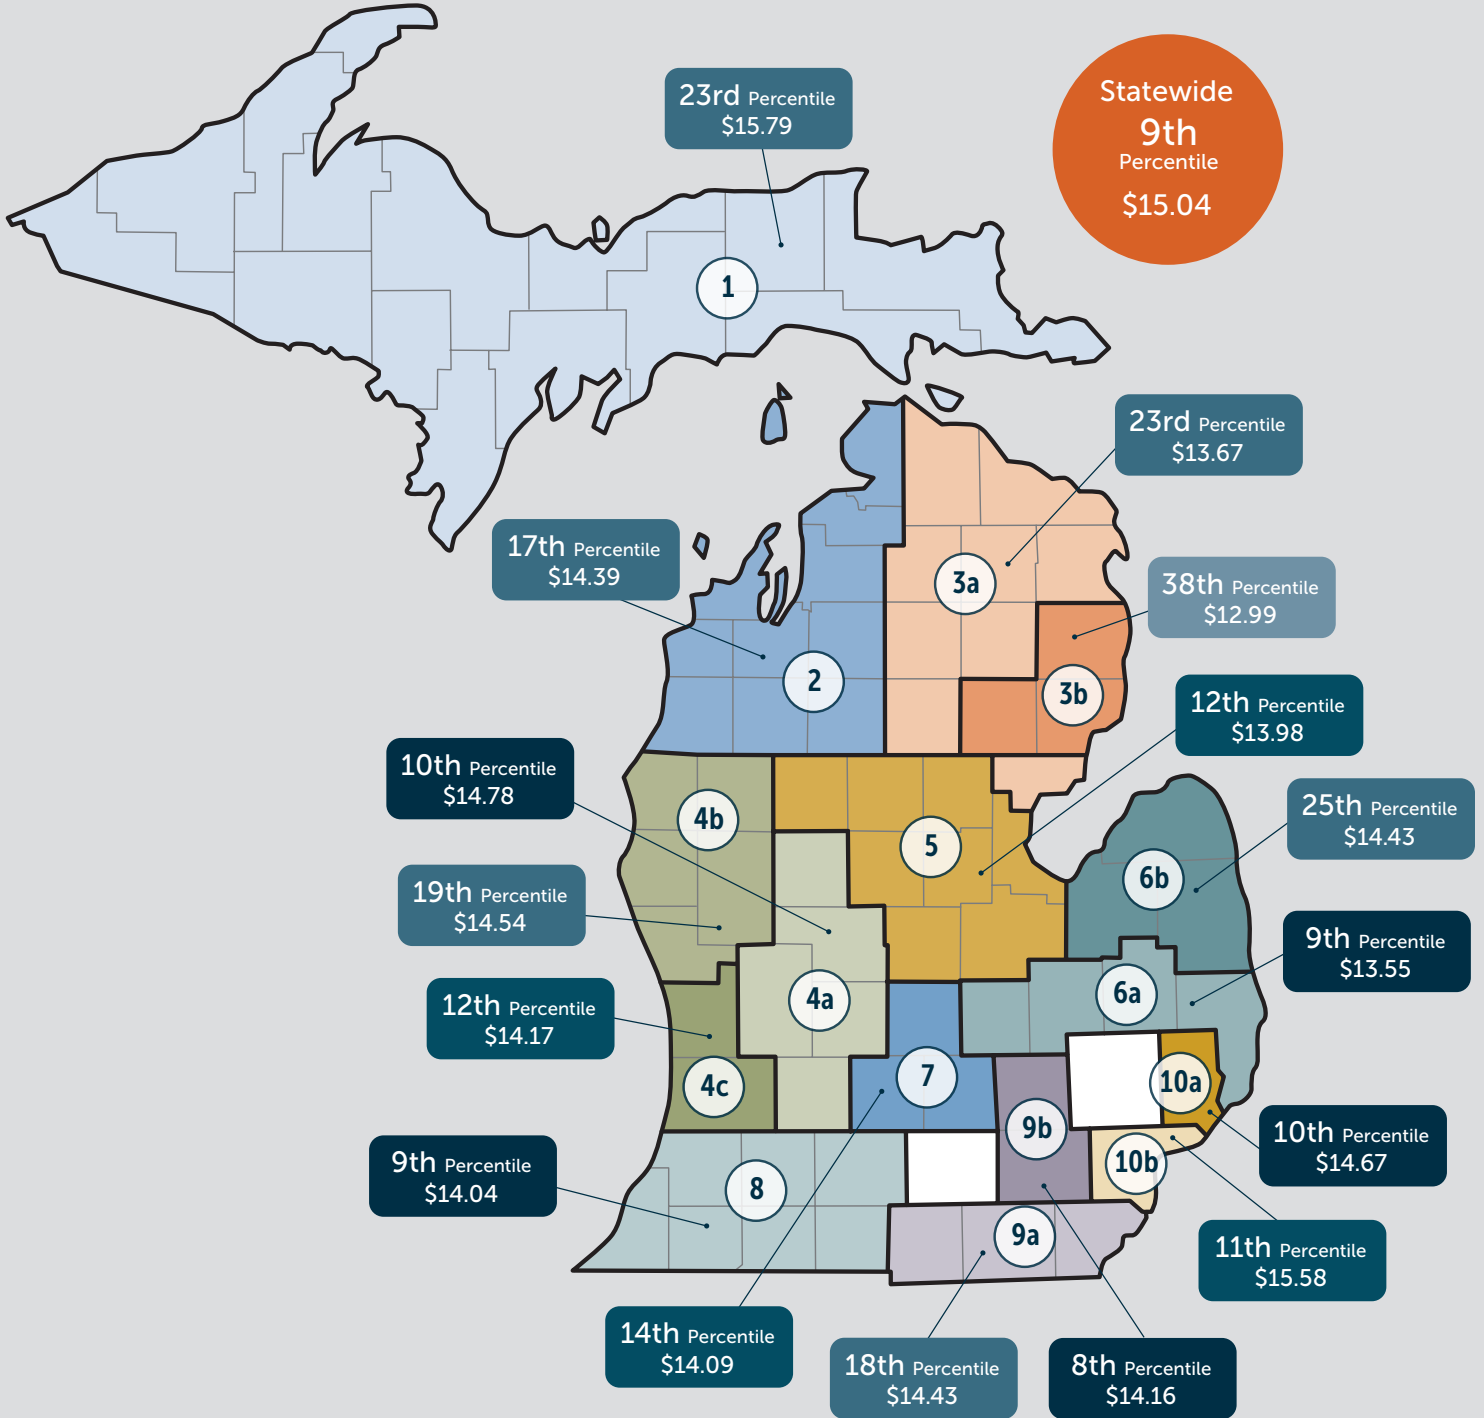 23rd Percentile
$15.79
Statewide
9th
Percentile
$15.04
1
23rd Percentile
$13.67
17th Percentile
$14.39
3a
38th Percentile
$12.99
2
3b
12th Percentile
$13.98
10th Percentile
$14.78
4b
5
25th Percentile
$14.43
6b
19th Percentile
$14.54
9th Percentile
$13.55
4a
6a
12th Percentile
$14.17
4c
7
10a
9b
10b
10th Percentile
$14.67
9th Percentile
$14.04
8
9a
11th Percentile
$15.58
14th Percentile
$14.09
18th Percentile
$14.43
8th Percentile
$14.16